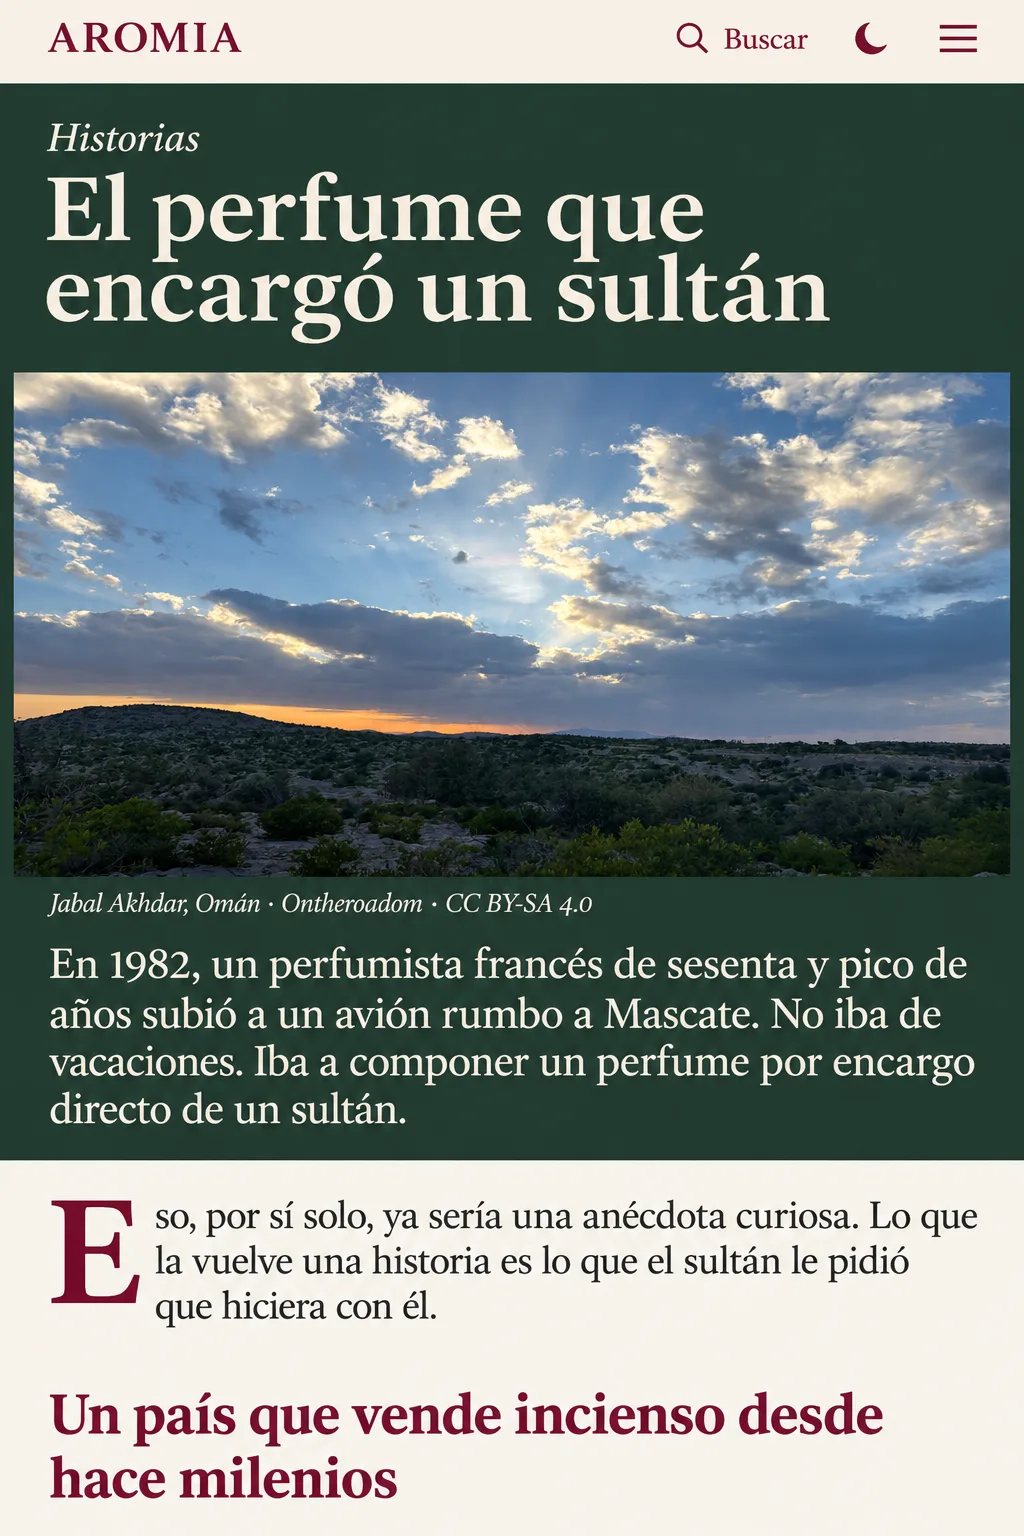 AROMIA
Buscar
Historias
El perfume que
encargó un sultán
Jabal Akhdar, Omán · Ontheroadom · CC BY-SA 4.0
En 1982, un perfumista francés de sesenta y pico de
años subió a un avión rumbo a Mascate. No iba de
vacaciones. Iba a componer un perfume por encargo
directo de un sultán.
Eso, por sí solo, ya sería una anécdota curiosa. Lo que
la vuelve una historia es lo que el sultán le pidió
que hiciera con él.
Un país que vende incienso desde
hace milenios